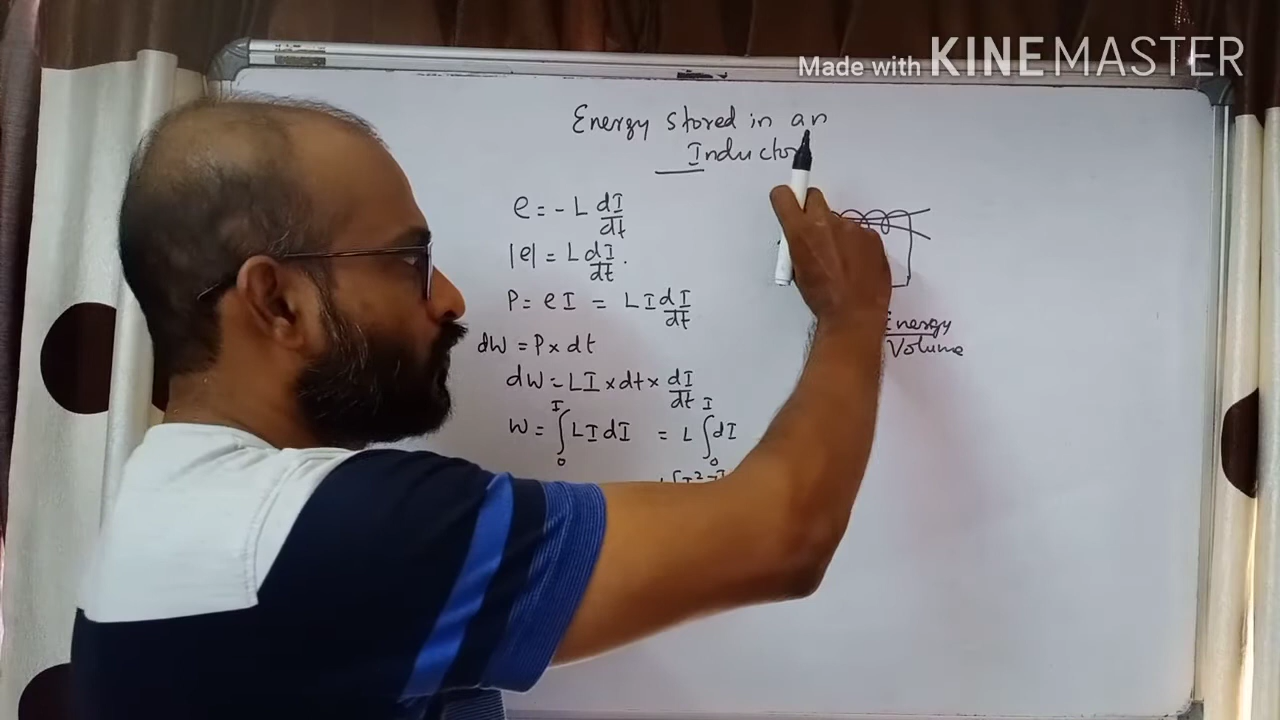 Made with KINEMASTER
Energy stored in an
Inductor
e = - L dI/dt
|e| = L dI/dt .
P = e I = L I dI/dt
dW = P × dt
dW = L I × dt × dI/dt
W = ∫₀ᴵ L I dI = L ∫₀ᴵ dI
Energy
Volume